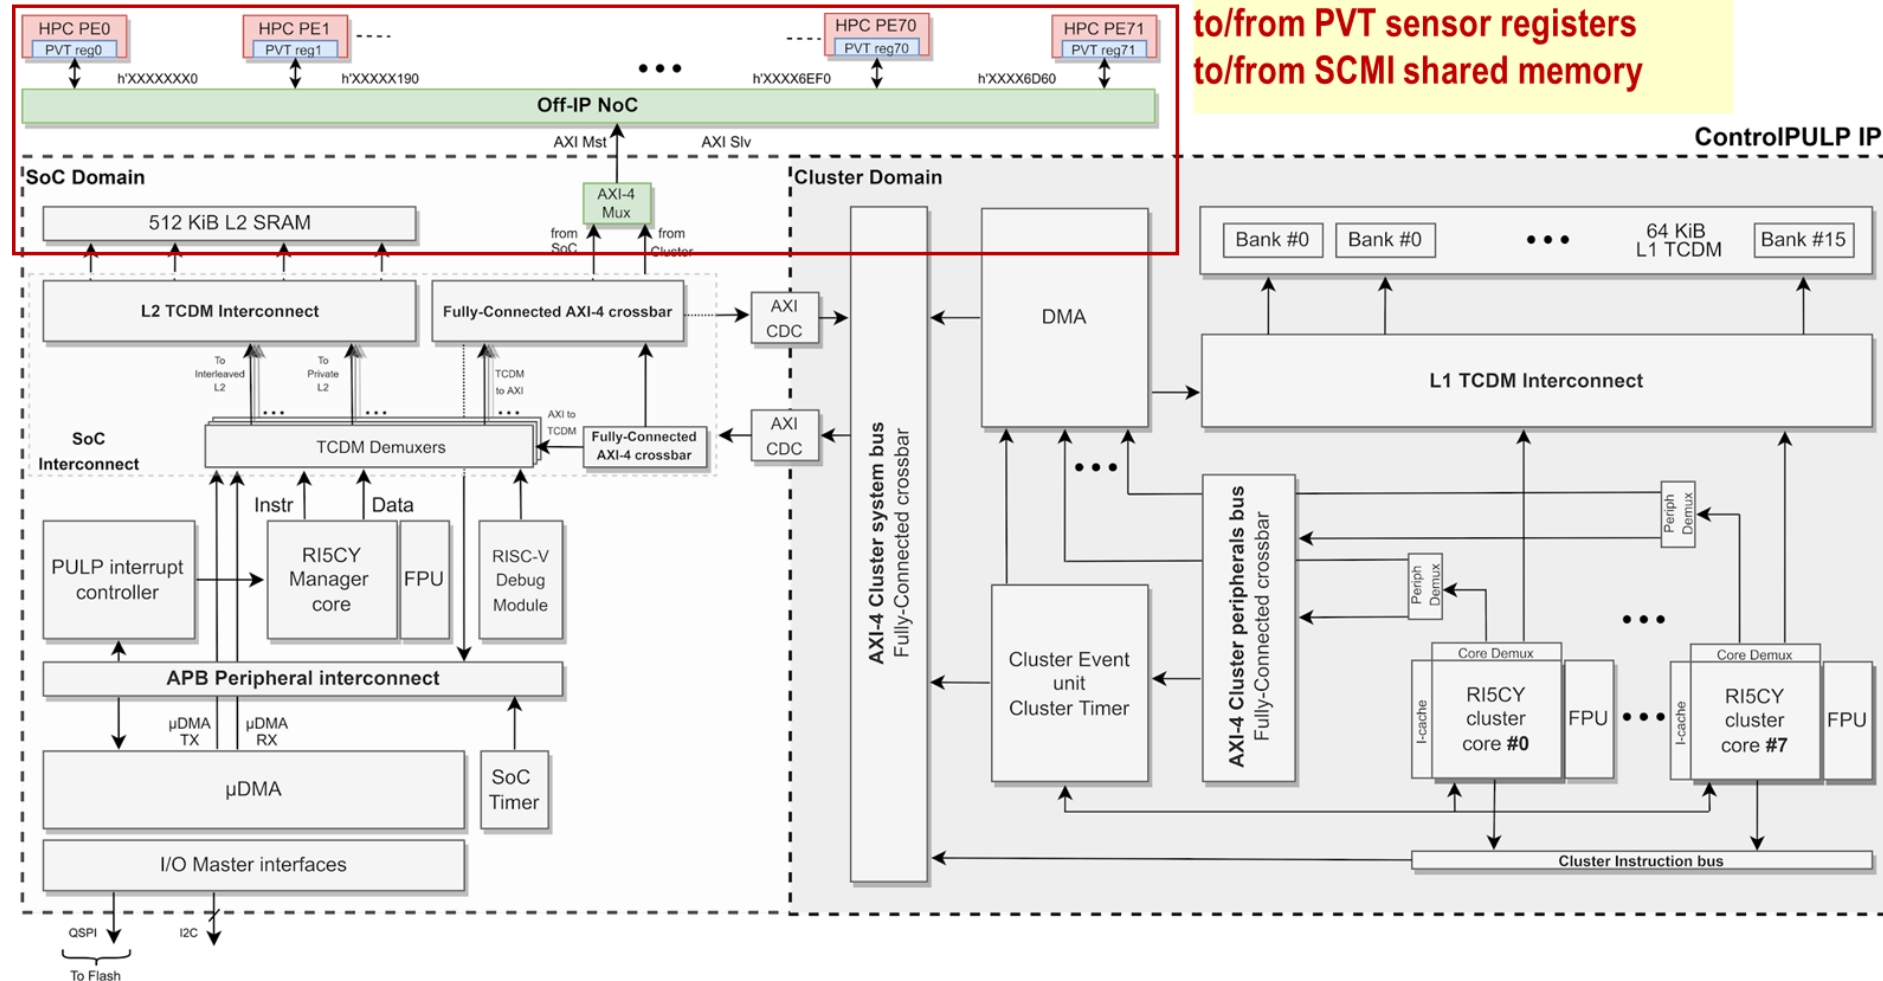 to/from PVT sensor registers
to/from SCMI shared memory
HPC PE0
PVT reg0
HPC PE1
PVT reg1
HPC PE70
PVT reg70
HPC PE71
PVT reg71
h'XXXXXXX0
h'XXXXX190
h'XXXX6EF0
h'XXXX6D60
Off-IP NoC
AXI Mst
AXI Slv
ControlPULP IP
SoC Domain
Cluster Domain
AXI-4
Mux
512 KiB L2 SRAM
from
SoC
from
Cluster
Bank #0
Bank #0
64 KiB
L1 TCDM
Bank #15
L2 TCDM Interconnect
Fully-Connected AXI-4 crossbar
AXI
CDC
DMA
To
Interleaved
L2
To
Private
L2
TCDM
to AXI
L1 TCDM Interconnect
AXI to
TCDM
SoC
Interconnect
TCDM Demuxers
Fully-Connected
AXI-4 crossbar
AXI
CDC
Instr
Data
PULP interrupt
controller
RI5CY
Manager
core
FPU
RISC-V
Debug
Module
AXI-4 Cluster system bus
Fully-Connected crossbar
AXI-4 Cluster peripherals bus
Fully-Connected crossbar
Periph
Demux
Periph
Demux
APB Peripheral interconnect
Cluster Event
unit
Cluster Timer
Core Demux
I-cache
RI5CY
cluster
core #0
FPU
Core Demux
I-cache
RI5CY
cluster
core #7
FPU
µDMA
TX
µDMA
RX
µDMA
SoC
Timer
I/O Master interfaces
Cluster Instruction bus
QSPI
I2C
To Flash